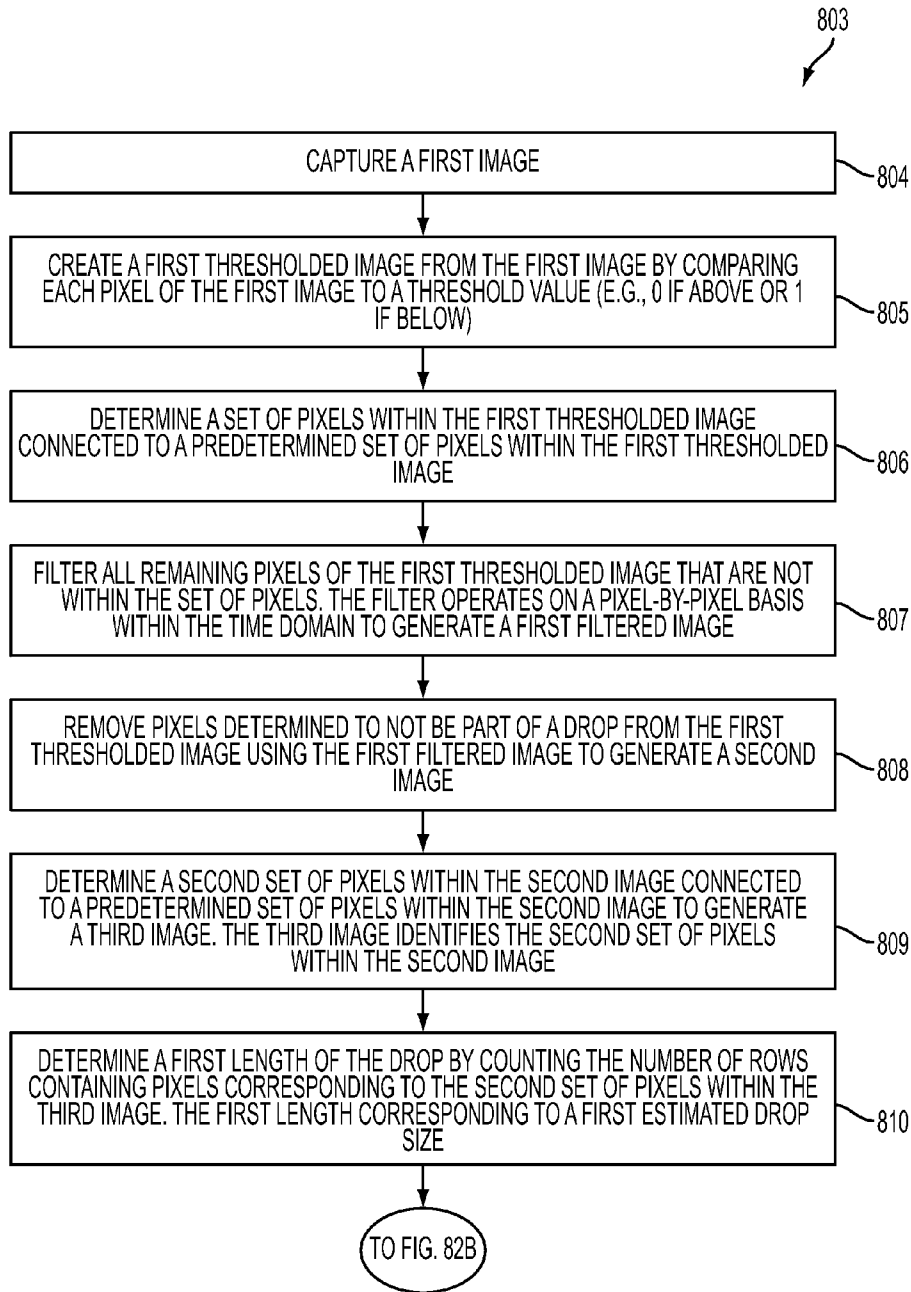 803
CAPTURE A FIRST IMAGE
804
CREATE A FIRST THRESHOLDED IMAGE FROM THE FIRST IMAGE BY COMPARING
EACH PIXEL OF THE FIRST IMAGE TO A THRESHOLD VALUE (E.G., 0 IF ABOVE OR 1
IF BELOW)
805
DETERMINE A SET OF PIXELS WITHIN THE FIRST THRESHOLDED IMAGE
CONNECTED TO A PREDETERMINED SET OF PIXELS WITHIN THE FIRST THRESHOLDED
IMAGE
806
FILTER ALL REMAINING PIXELS OF THE FIRST THRESHOLDED IMAGE THAT ARE NOT
WITHIN THE SET OF PIXELS. THE FILTER OPERATES ON A PIXEL-BY-PIXEL BASIS
WITHIN THE TIME DOMAIN TO GENERATE A FIRST FILTERED IMAGE
807
REMOVE PIXELS DETERMINED TO NOT BE PART OF A DROP FROM THE FIRST
THRESHOLDED IMAGE USING THE FIRST FILTERED IMAGE TO GENERATE A SECOND
IMAGE
808
DETERMINE A SECOND SET OF PIXELS WITHIN THE SECOND IMAGE CONNECTED
TO A PREDETERMINED SET OF PIXELS WITHIN THE SECOND IMAGE TO GENERATE
A THIRD IMAGE. THE THIRD IMAGE IDENTIFIES THE SECOND SET OF PIXELS
WITHIN THE SECOND IMAGE
809
DETERMINE A FIRST LENGTH OF THE DROP BY COUNTING THE NUMBER OF ROWS
CONTAINING PIXELS CORRESPONDING TO THE SECOND SET OF PIXELS WITHIN THE
THIRD IMAGE. THE FIRST LENGTH CORRESPONDING TO A FIRST ESTIMATED DROP
SIZE
810
TO FIG. 82B